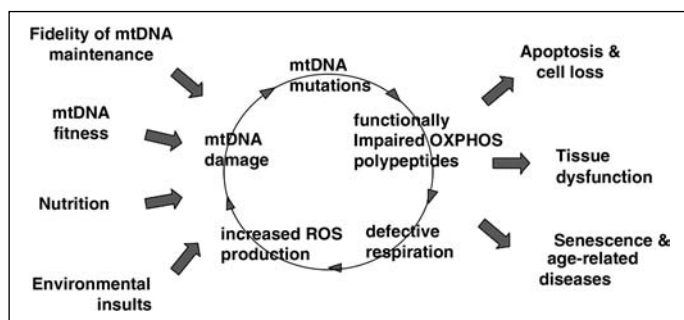 Fidelity of mtDNA
maintenance
mtDNA
fitness
Nutrition
Environmental
insults
mtDNA
mutations
functionally
Impaired OXPHOS
polypeptides
defective
respiration
increased ROS
production
mtDNA
damage
Apoptosis &
cell loss
Tissue
dysfunction
Senescence &
age-related
diseases